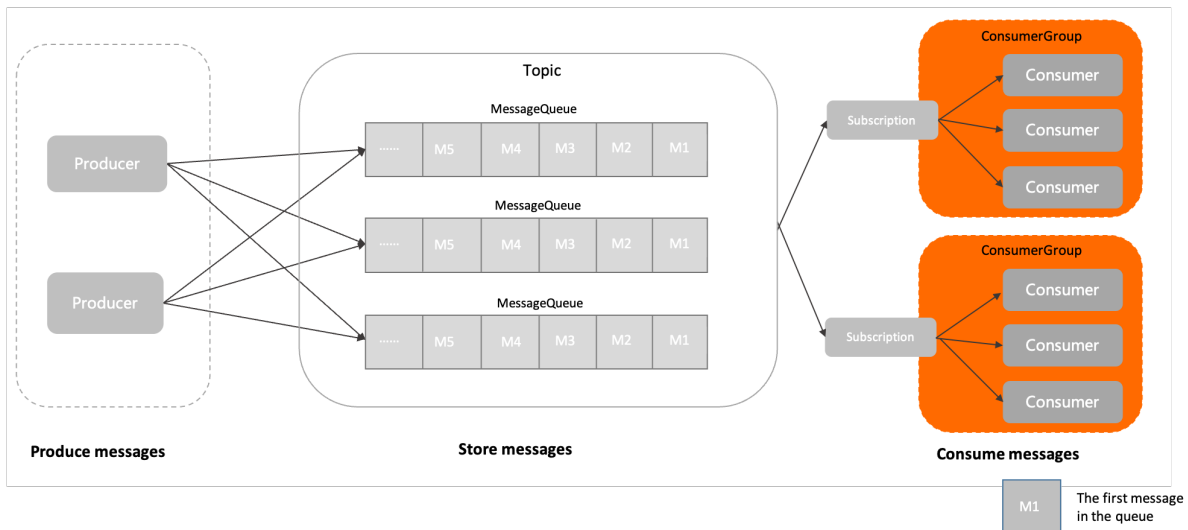 Topic
ConsumerGroup
Consumer
Consumer
Consumer
Subscription
MessageQueue
...... M5 M4 M3 M2 M1
Producer
MessageQueue
...... M5 M4 M3 M2 M1
Producer
MessageQueue
...... M5 M4 M3 M2 M1
ConsumerGroup
Consumer
Consumer
Consumer
Subscription
Produce messages
Store messages
Consume messages
M1
The first message
in the queue